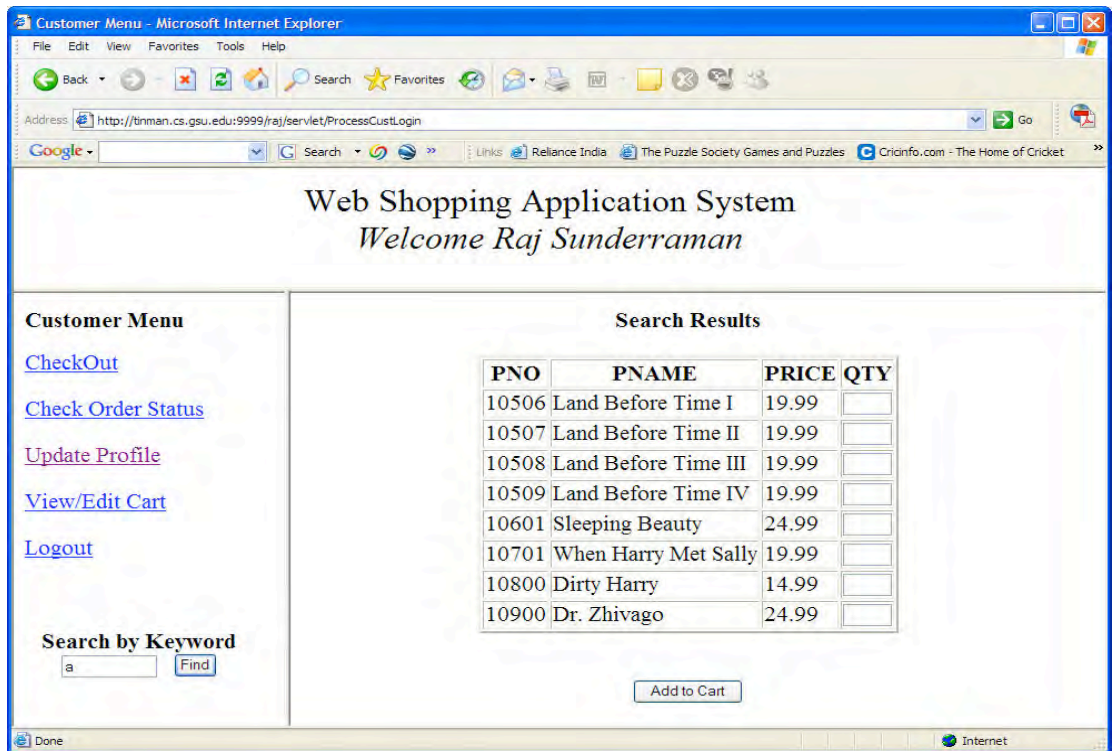 Customer Menu - Microsoft Internet Explorer
File Edit View Favorites Tools Help
Back Search Favorites
Address http://tinman.cs.gsu.edu:9999/raj/servlet/ProcessCustLogin Go
Google Search » Links Reliance India The Puzzle Society Games and Puzzles Cricinfo.com - The Home of Cricket »
Web Shopping Application System
Welcome Raj Sunderraman
Customer Menu
CheckOut
Check Order Status
Update Profile
View/Edit Cart
Logout
Search by Keyword
a Find
Search Results
PNO PNAME PRICE QTY
10506 Land Before Time I 19.99
10507 Land Before Time II 19.99
10508 Land Before Time III 19.99
10509 Land Before Time IV 19.99
10601 Sleeping Beauty 24.99
10701 When Harry Met Sally 19.99
10800 Dirty Harry 14.99
10900 Dr. Zhivago 24.99
Add to Cart
Done Internet